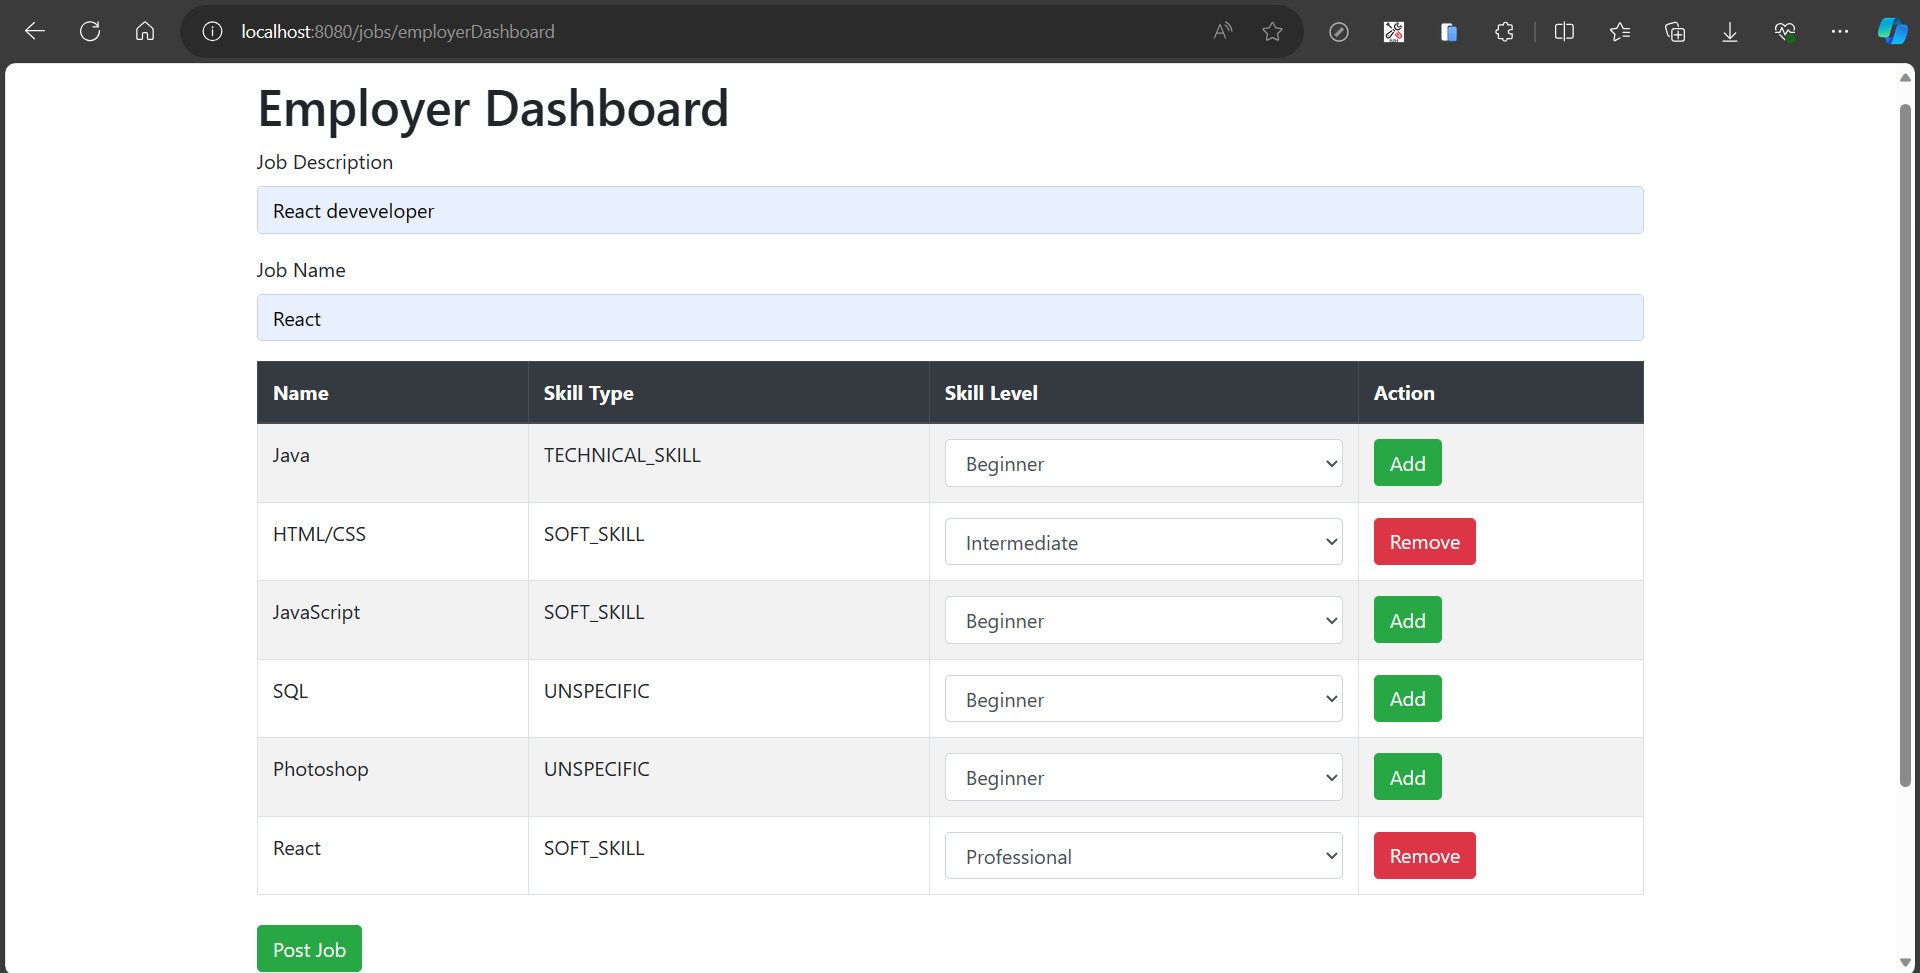 localhost:8080/jobs/employerDashboard
Employer Dashboard
Job Description
React deveveloper
Job Name
React
Name Skill Type Skill Level Action
Java TECHNICAL_SKILL Beginner Add
HTML/CSS SOFT_SKILL Intermediate Remove
JavaScript SOFT_SKILL Beginner Add
SQL UNSPECIFIC Beginner Add
Photoshop UNSPECIFIC Beginner Add
React SOFT_SKILL Professional Remove
Post Job